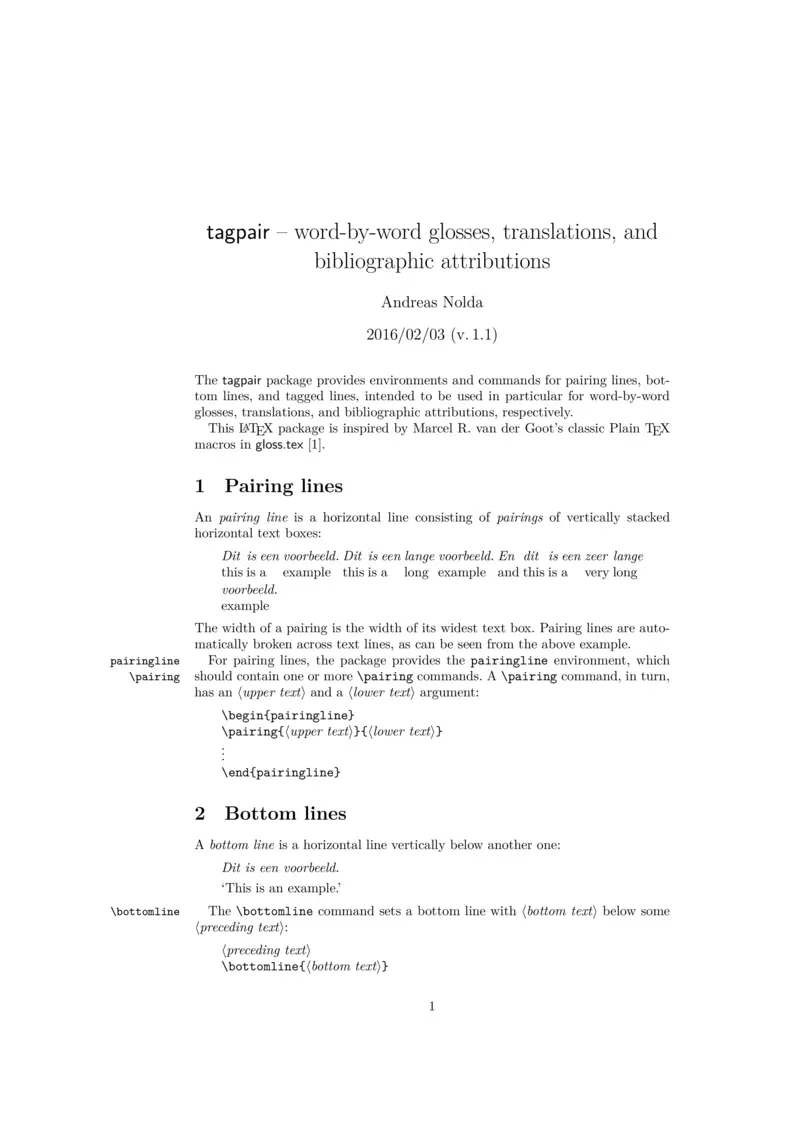 tagpair – word-by-word glosses, translations, and
bibliographic attributions
Andreas Nolda
2016/02/03 (v. 1.1)
The tagpair package provides environments and commands for pairing lines, bot-
tom lines, and tagged lines, intended to be used in particular for word-by-word
glosses, translations, and bibliographic attributions, respectively.
This LATEX package is inspired by Marcel R. van der Goot's classic Plain TEX
macros in gloss.tex [1].
1 Pairing lines
An pairing line is a horizontal line consisting of pairings of vertically stacked
horizontal text boxes:
Dit is een voorbeeld. Dit is een lange voorbeeld. En dit is een zeer lange
this is a example this is a long example and this is a very long
voorbeeld.
example
The width of a pairing is the width of its widest text box. Pairing lines are auto-
matically broken across text lines, as can be seen from the above example.
pairingline For pairing lines, the package provides the pairingline environment, which
\pairing should contain one or more \pairing commands. A \pairing command, in turn,
has an ⟨upper text⟩ and a ⟨lower text⟩ argument:
\begin{pairingline}
\pairing{⟨upper text⟩}{⟨lower text⟩}
⋮
\end{pairingline}
2 Bottom lines
A bottom line is a horizontal line vertically below another one:
Dit is een voorbeeld.
‘This is an example.’
\bottomline The \bottomline command sets a bottom line with ⟨bottom text⟩ below some
⟨preceding text⟩:
⟨preceding text⟩
\bottomline{⟨bottom text⟩}
1